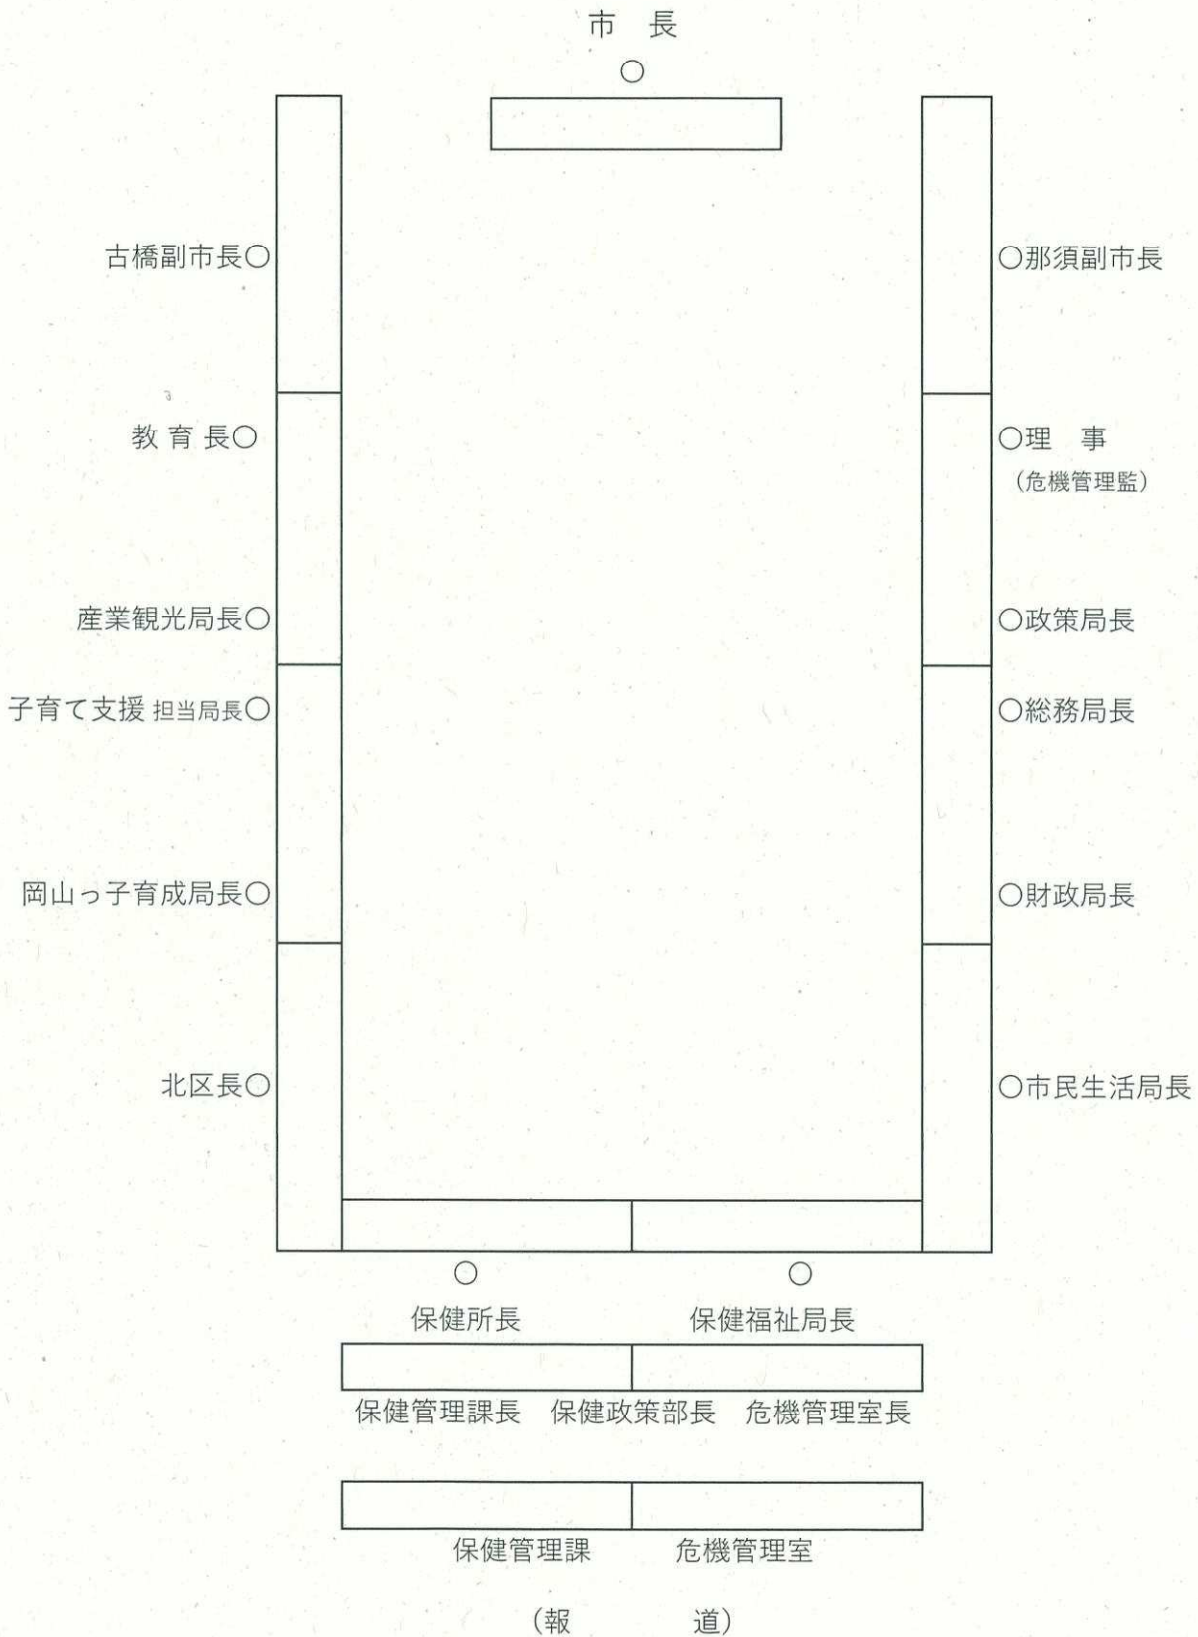 市　長
○
古橋副市長○
○那須副市長
教 育 長○
○理　事
（危機管理監）
産業観光局長○
○政策局長
子育て支援 担当局長○
○総務局長
岡山っ子育成局長○
○財政局長
北区長○
○市民生活局長
○　○
保健所長　保健福祉局長
保健管理課長　保健政策部長　危機管理室長
保健管理課　危機管理室
（報　　　道）